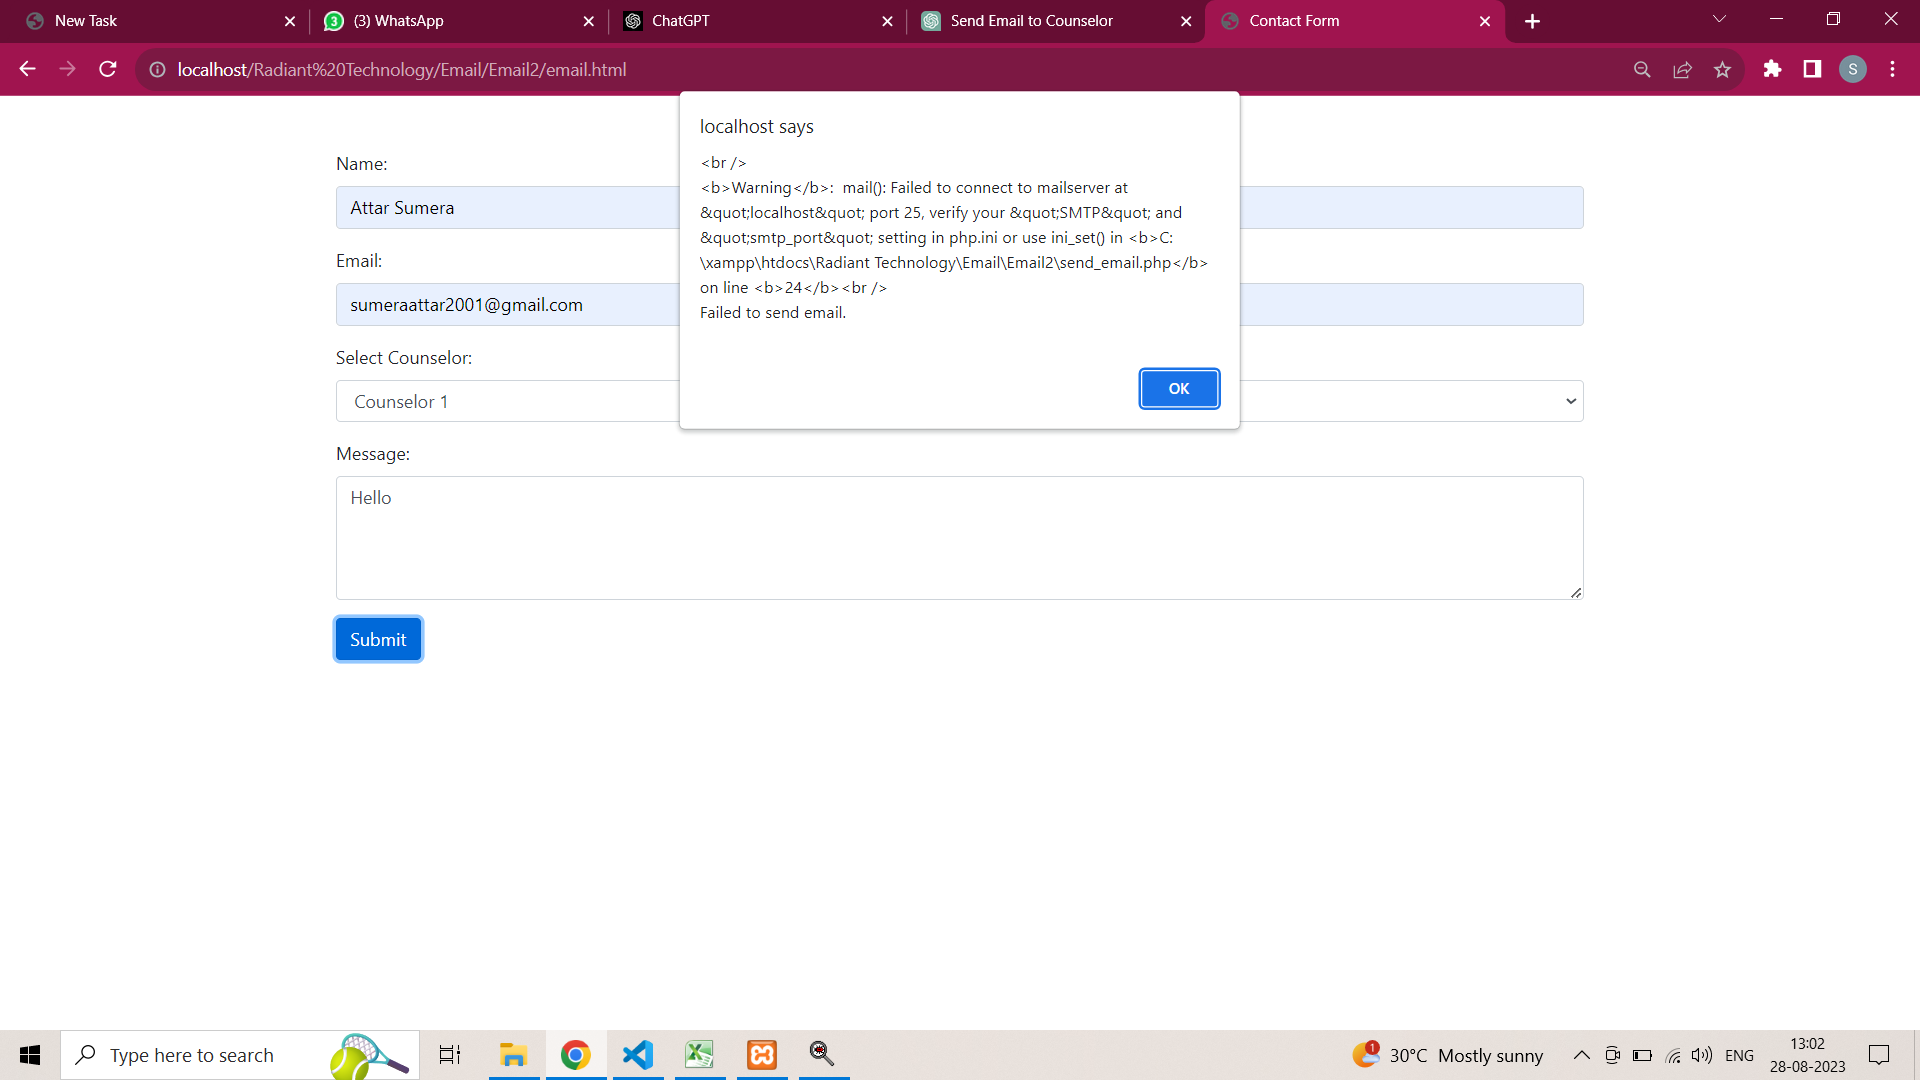 New Task
(3) WhatsApp
ChatGPT
Send Email to Counselor
Contact Form
localhost/Radiant%20Technology/Email/Email2/email.html
S
localhost says
<br />
<b>Warning</b>:  mail(): Failed to connect to mailserver at
&quot;localhost&quot; port 25, verify your &quot;SMTP&quot; and
&quot;smtp_port&quot; setting in php.ini or use ini_set() in <b>C:
\xampp\htdocs\Radiant Technology\Email\Email2\send_email.php</b>
on line <b>24</b><br />
Failed to send email.
OK
Name:
Attar Sumera
Email:
sumeraattar2001@gmail.com
Select Counselor:
Counselor 1
Message:
Hello
Submit
Type here to search
1
30°C Mostly sunny
ENG
13:02
28-08-2023